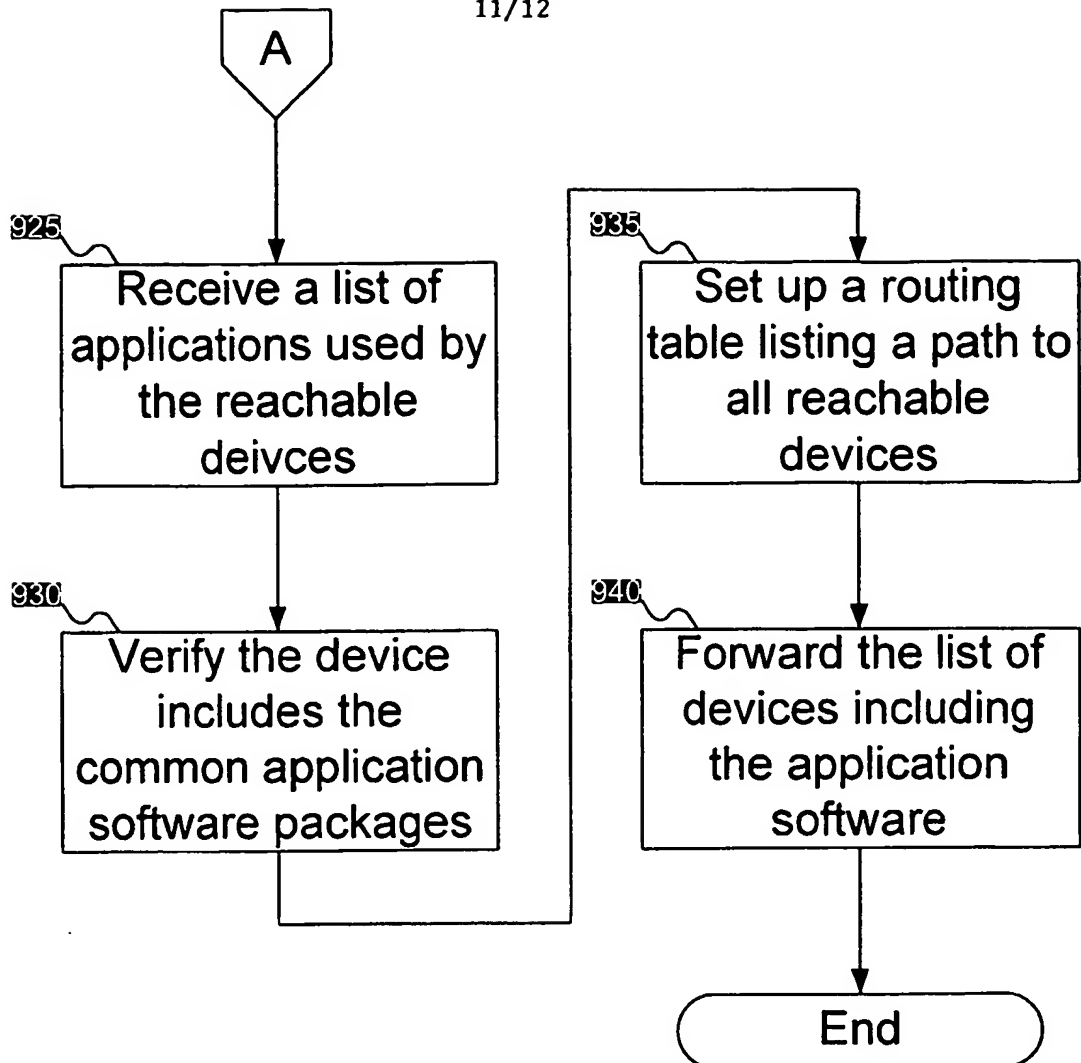 11/12
A
925
Receive a list of
applications used by
the reachable
deivces
930
Verify the device
includes the
common application
software packages
935
Set up a routing
table listing a path to
all reachable
devices
940
Forward the list of
devices including
the application
software
End